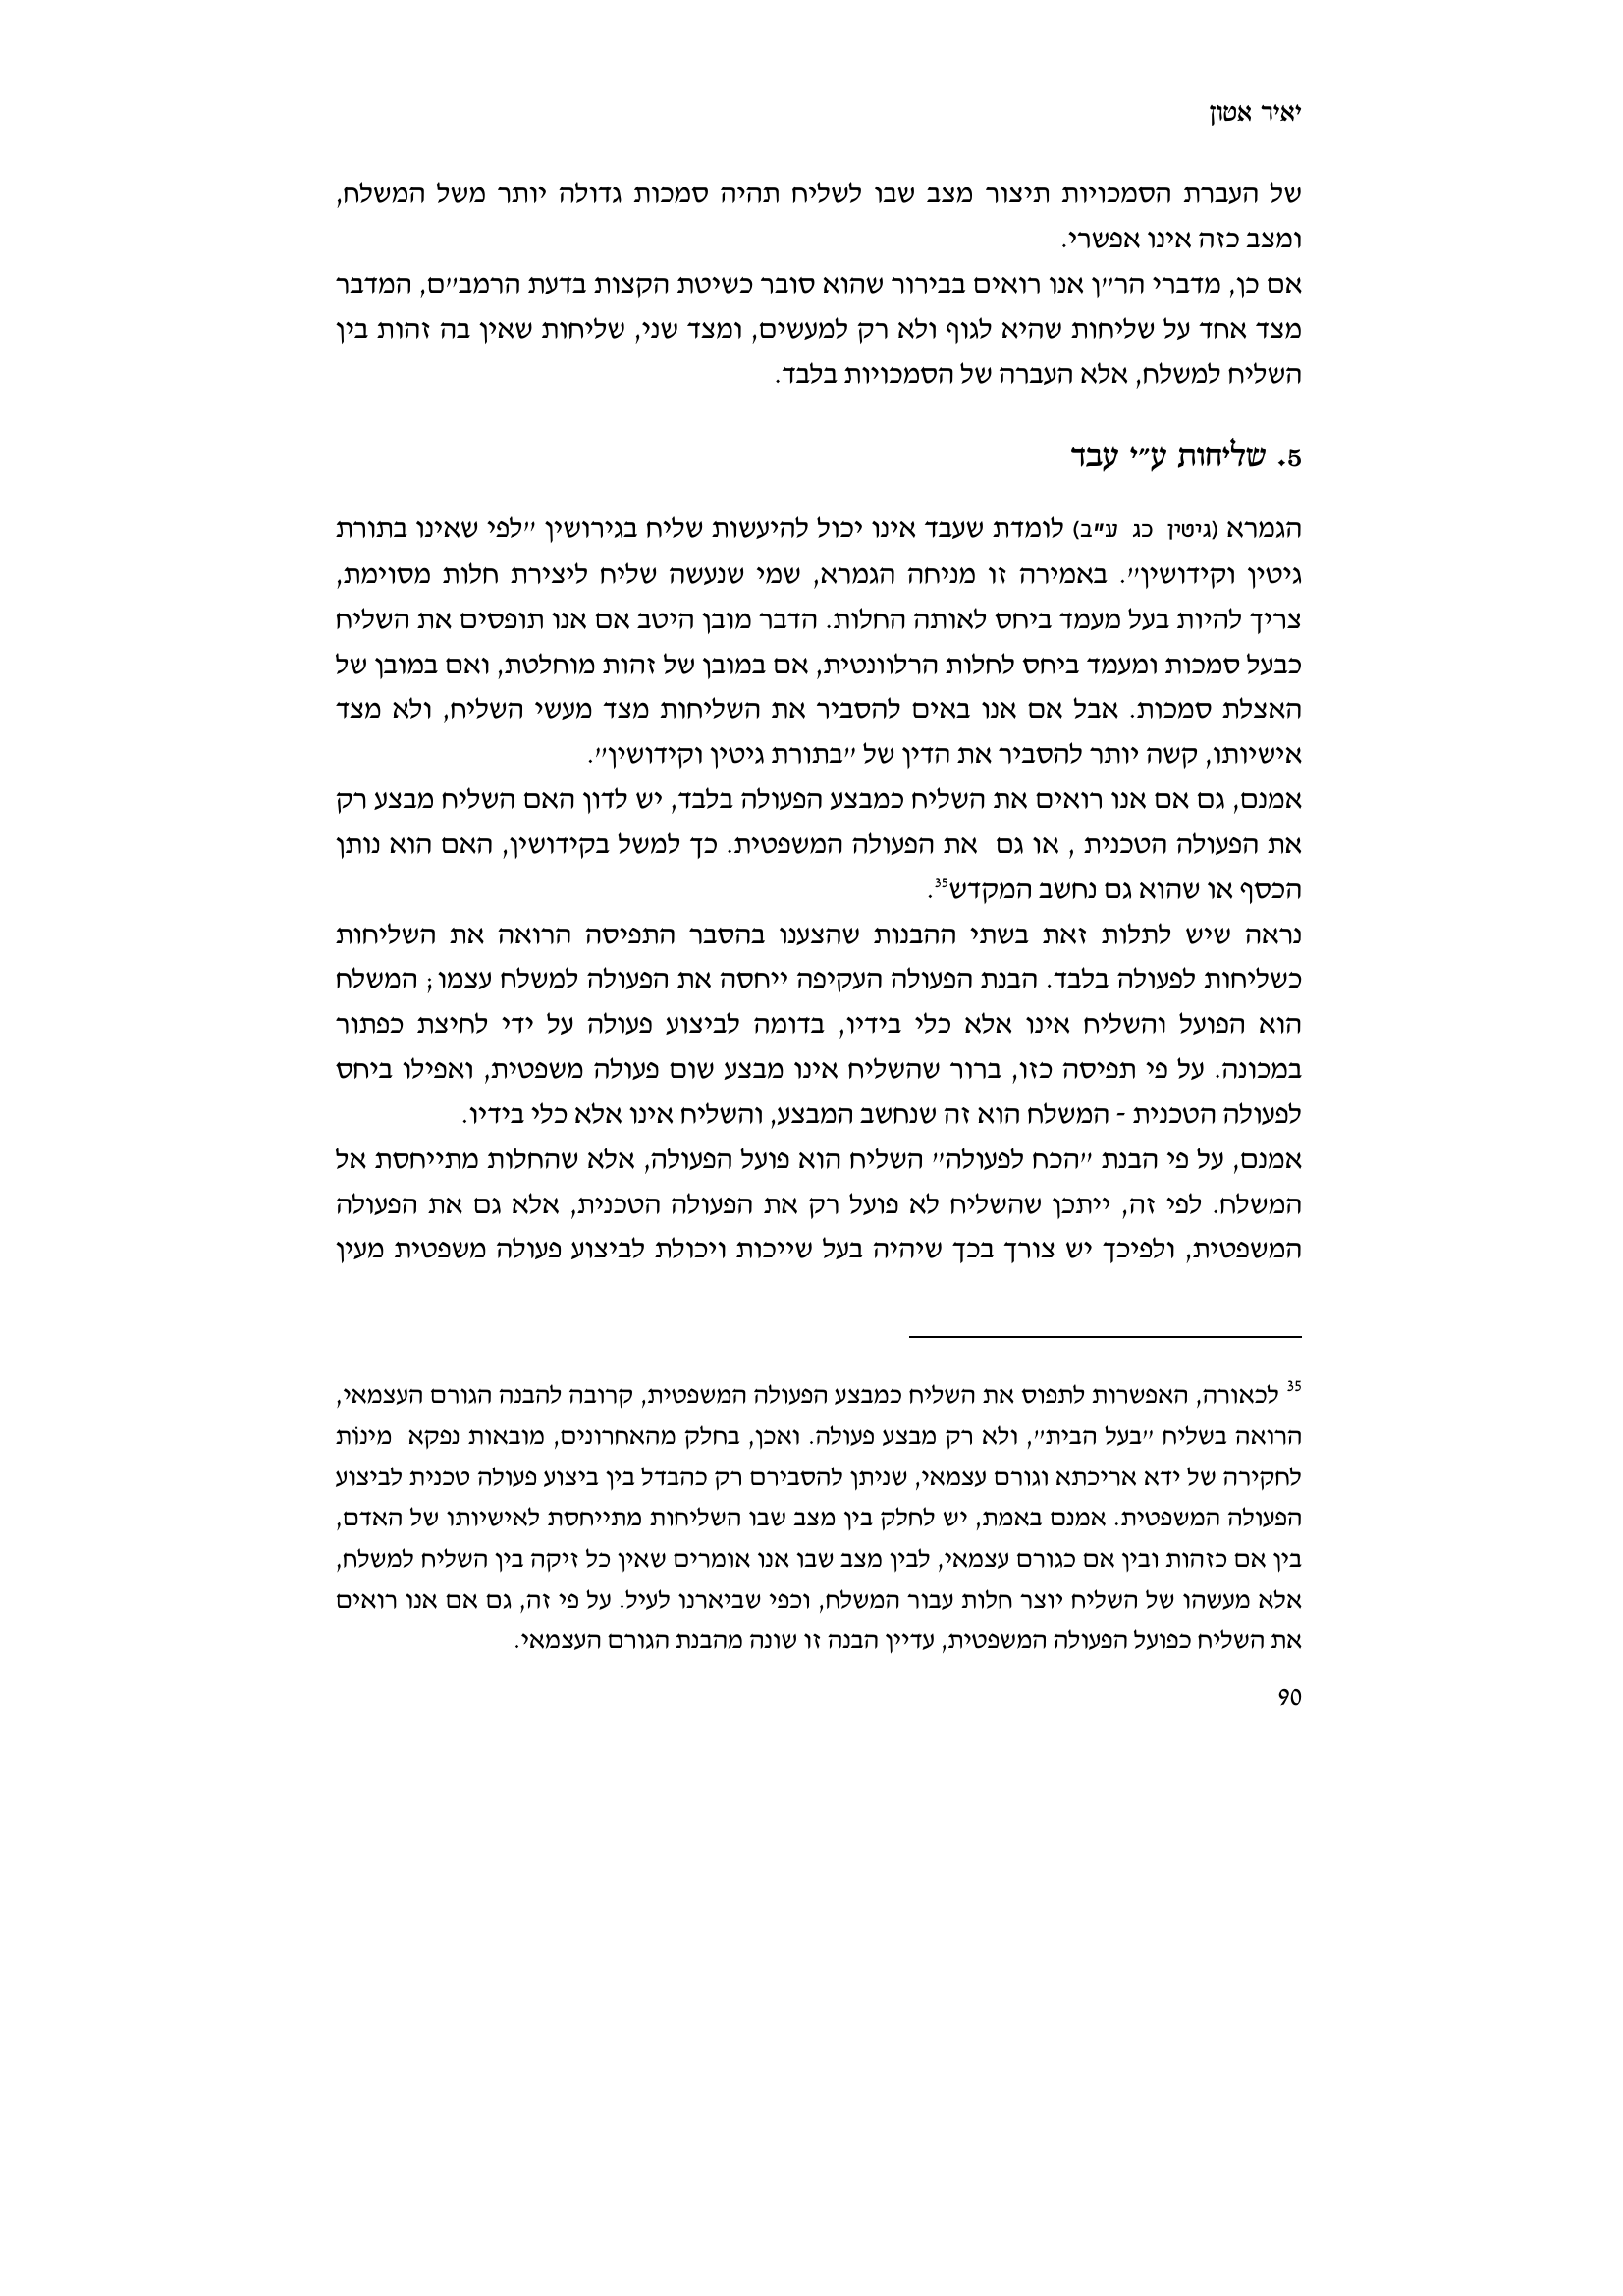 יאיר אטון
של העברת הסמכויות תיצור מצב שבו לשליח תהיה סמכות גדולה יותר משל המשלח,
ומצב כזה אינו אפשרי.
אם כן, מדברי הר״ן אנו רואים בבירור שהוא סובר כשיטת הקצות בדעת הרמב״ם, המדבר
מצד אחד על שליחות שהיא לגוף ולא רק למעשים, ומצד שני, שליחות שאין בה זהות בין
השליח למשלח, אלא העברה של הסמכויות בלבד.
5. שליחות ע״י עבד
הגמרא (גיטין כג ע״ב) לומדת שעבד אינו יכול להיעשות שליח בגירושין ״לפי שאינו בתורת
גיטין וקידושין״. באמירה זו מניחה הגמרא, שמי שנעשה שליח ליצירת חלות מסוימת,
צריך להיות בעל מעמד ביחס לאותה החלות. הדבר מובן היטב אם אנו תופסים את השליח
כבעל סמכות ומעמד ביחס לחלות הרלוונטית, אם במובן של זהות מוחלטת, ואם במובן של
האצלת סמכות. אבל אם אנו באים להסביר את השליחות מצד מעשי השליח, ולא מצד
אישיותו, קשה יותר להסביר את הדין של ״בתורת גיטין וקידושין״.
אמנם, גם אם אנו רואים את השליח כמבצע הפעולה בלבד, יש לדון האם השליח מבצע רק
את הפעולה הטכנית , או גם  את הפעולה המשפטית. כך למשל בקידושין, האם הוא נותן
הכסף או שהוא גם נחשב המקדש35.
נראה שיש לתלות זאת בשתי ההבנות שהצענו בהסבר התפיסה הרואה את השליחות
כשליחות לפעולה בלבד. הבנת הפעולה העקיפה ייחסה את הפעולה למשלח עצמו; המשלח
הוא הפועל והשליח אינו אלא כלי בידיו, בדומה לביצוע פעולה על ידי לחיצת כפתור
במכונה. על פי תפיסה כזו, ברור שהשליח אינו מבצע שום פעולה משפטית, ואפילו ביחס
לפעולה הטכנית - המשלח הוא זה שנחשב המבצע, והשליח אינו אלא כלי בידיו.
אמנם, על פי הבנת ״הכח לפעולה״ השליח הוא פועל הפעולה, אלא שהחלות מתייחסת אל
המשלח. לפי זה, ייתכן שהשליח לא פועל רק את הפעולה הטכנית, אלא גם את הפעולה
המשפטית, ולפיכך יש צורך בכך שיהיה בעל שייכות ויכולת לביצוע פעולה משפטית מעין
35 לכאורה, האפשרות לתפוס את השליח כמבצע הפעולה המשפטית, קרובה להבנה הגורם העצמאי,
הרואה בשליח ״בעל הבית״, ולא רק מבצע פעולה. ואכן, בחלק מהאחרונים, מובאות נפקא  מינוֹת
לחקירה של ידא אריכתא וגורם עצמאי, שניתן להסבירם רק כהבדל בין ביצוע פעולה טכנית לביצוע
הפעולה המשפטית. אמנם באמת, יש לחלק בין מצב שבו השליחות מתייחסת לאישיותו של האדם,
בין אם כזהות ובין אם כגורם עצמאי, לבין מצב שבו אנו אומרים שאין כל זיקה בין השליח למשלח,
אלא מעשהו של השליח יוצר חלות עבור המשלח, וכפי שביארנו לעיל. על פי זה, גם אם אנו רואים
את השליח כפועל הפעולה המשפטית, עדיין הבנה זו שונה מהבנת הגורם העצמאי.
90